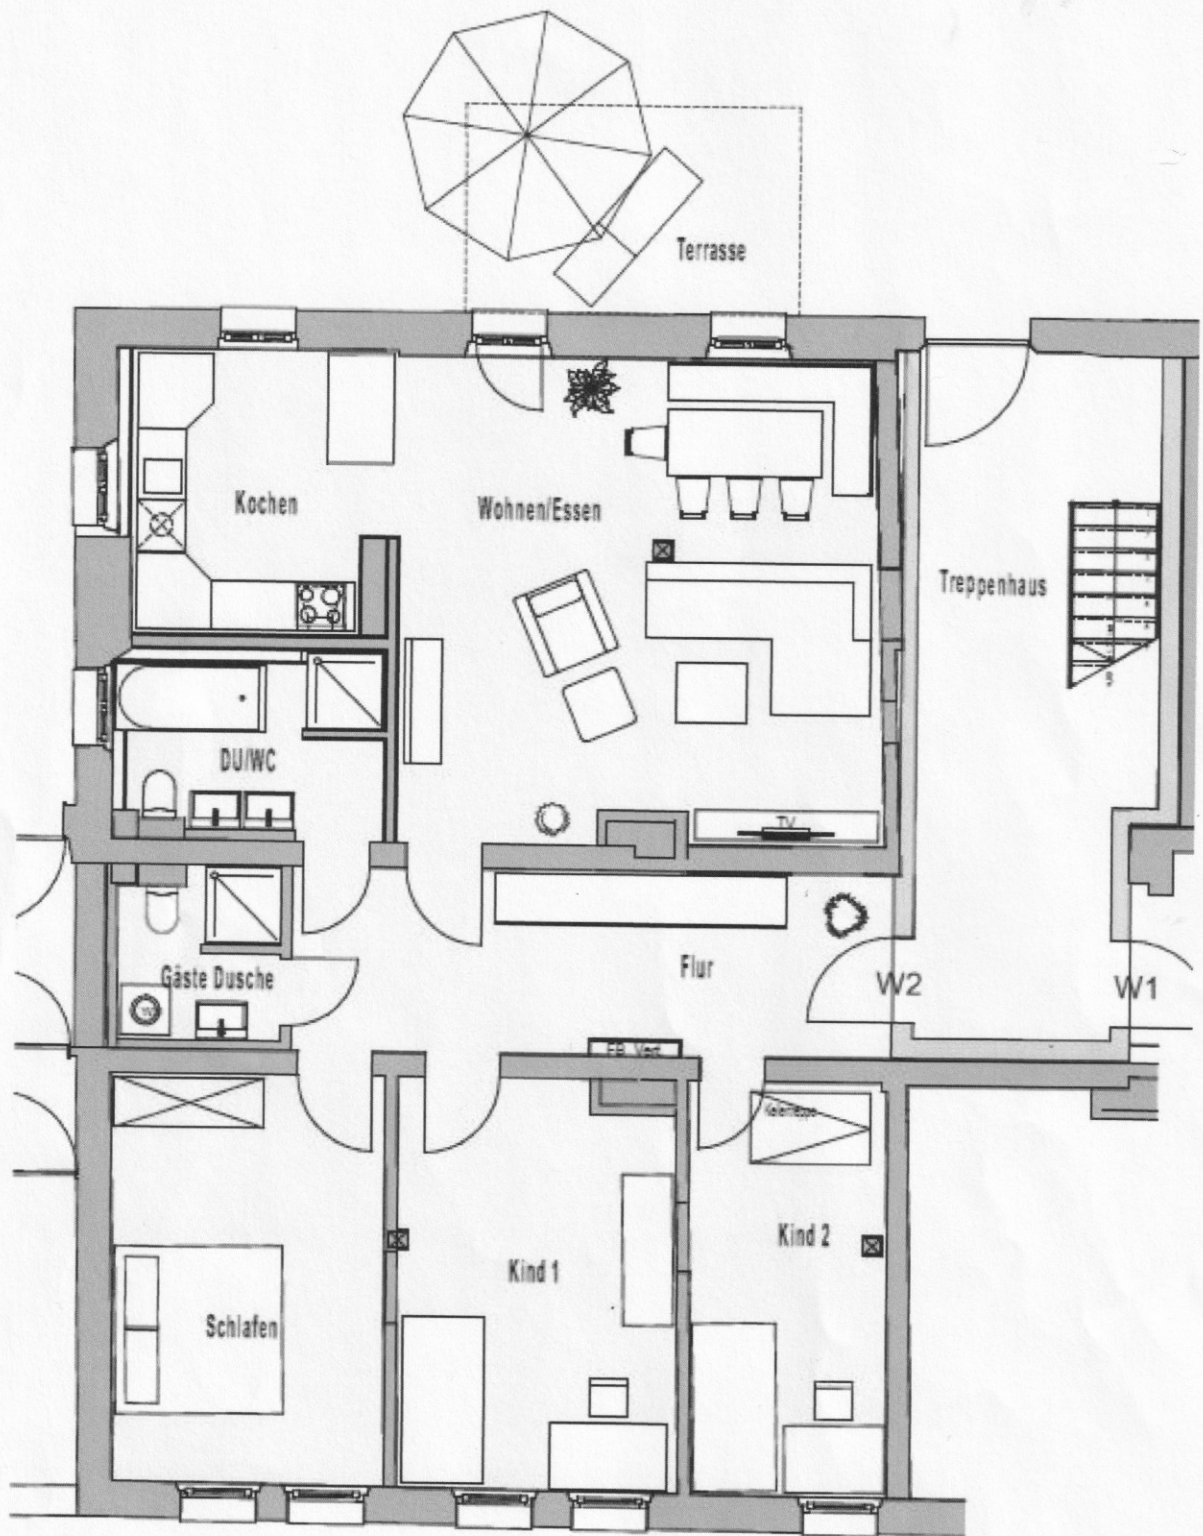 Terrasse
Kochen
Wohnen/Essen
Treppenhaus
DU/WC
TV
Gäste Dusche
Flur
W2
W1
FB. Vert.
Kellertreppe
Kind 2
Kind 1
Schlafen